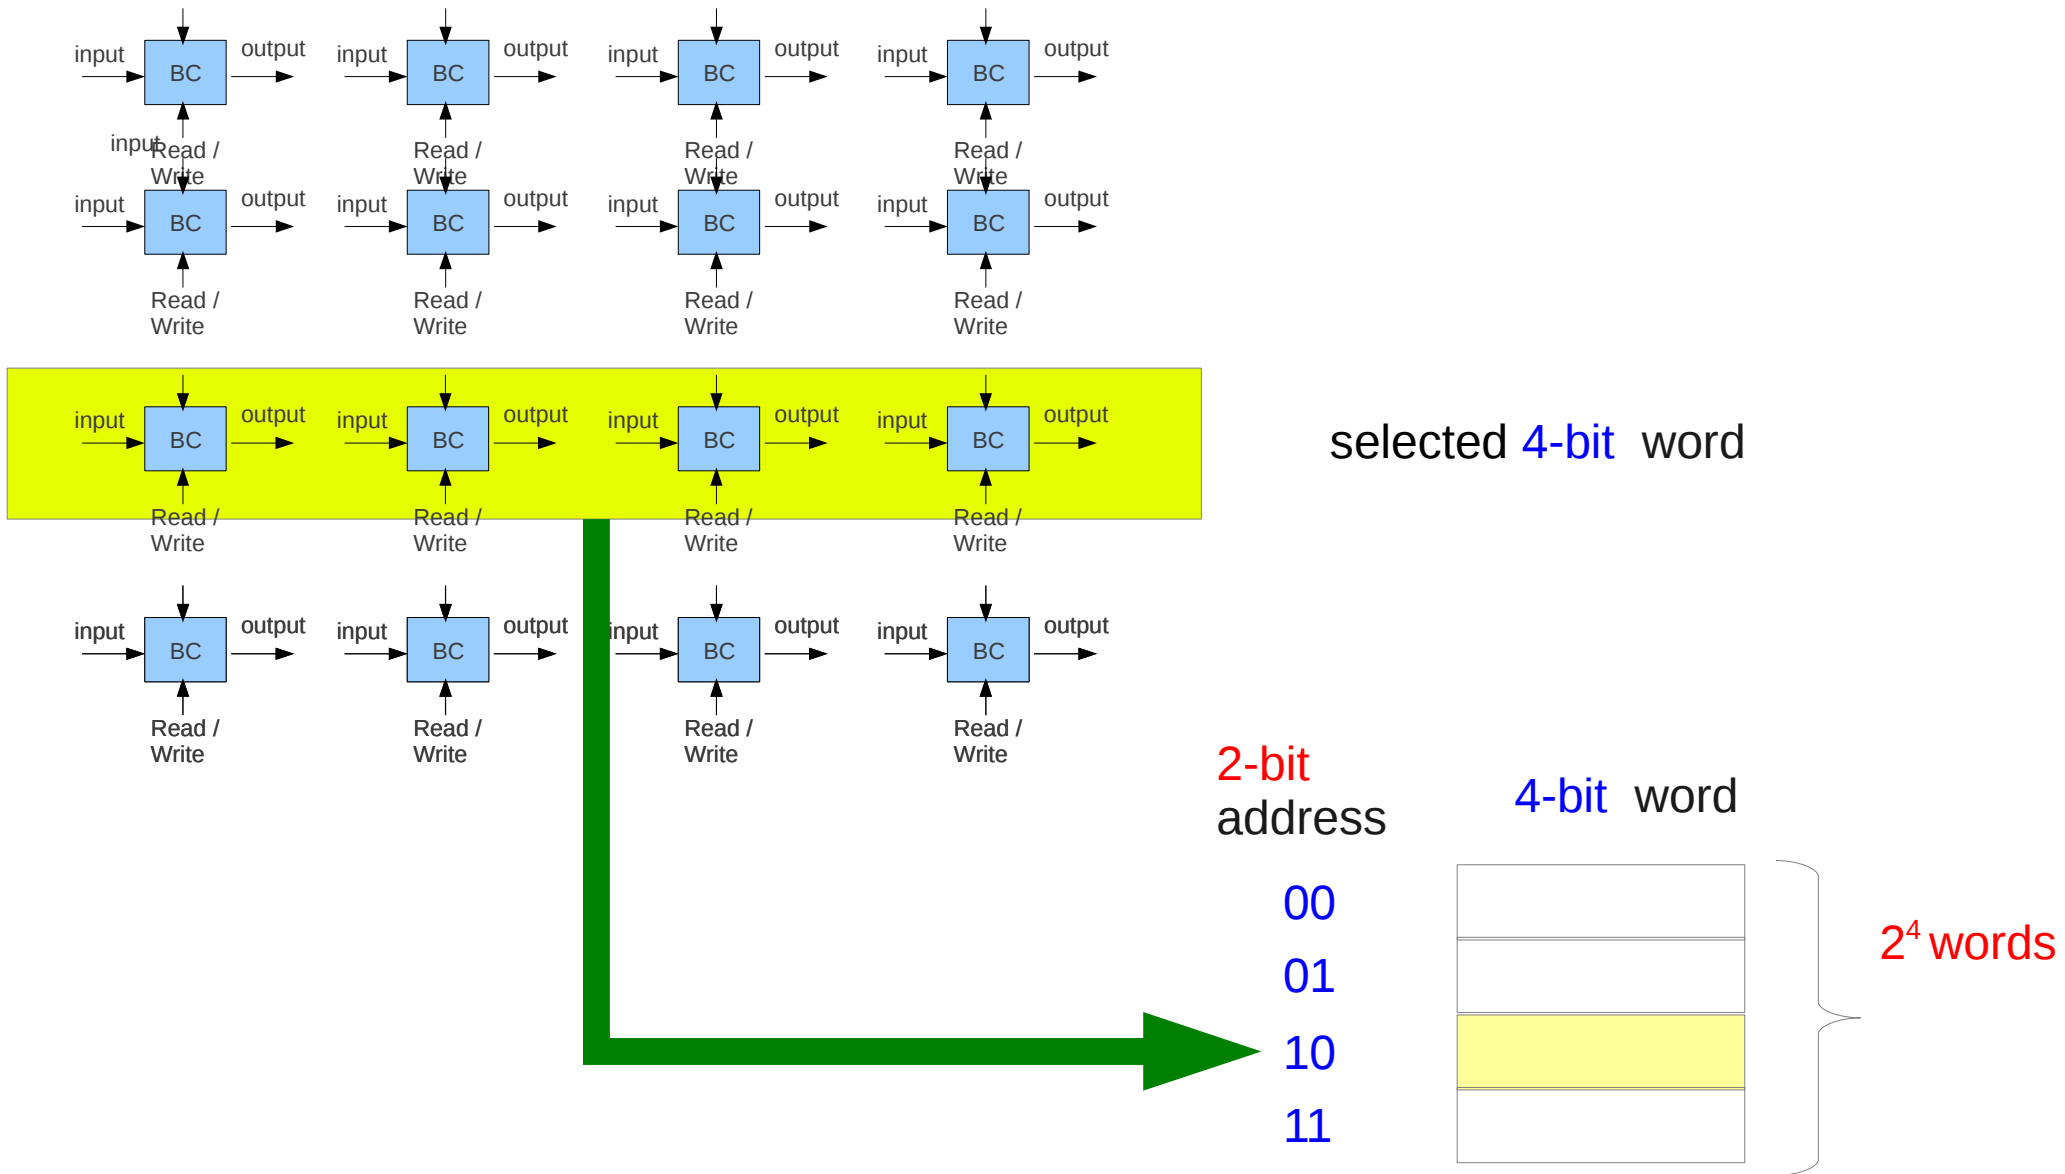 input BC output input BC output input BC output input BC output
Read / Read / Read / Read /
Write Write Write Write
input
input BC output input BC output input BC output input BC output
Read / Read / Read / Read /
Write Write Write Write
input BC output input BC output input BC output input BC output
selected 4-bit word
Read / Read / Read / Read /
Write Write Write Write
input BC output input BC output input BC output input BC output
Read / Read / Read / Read /
Write Write Write Write
2-bit
address
4-bit word
00
01
10
11
2⁴ words